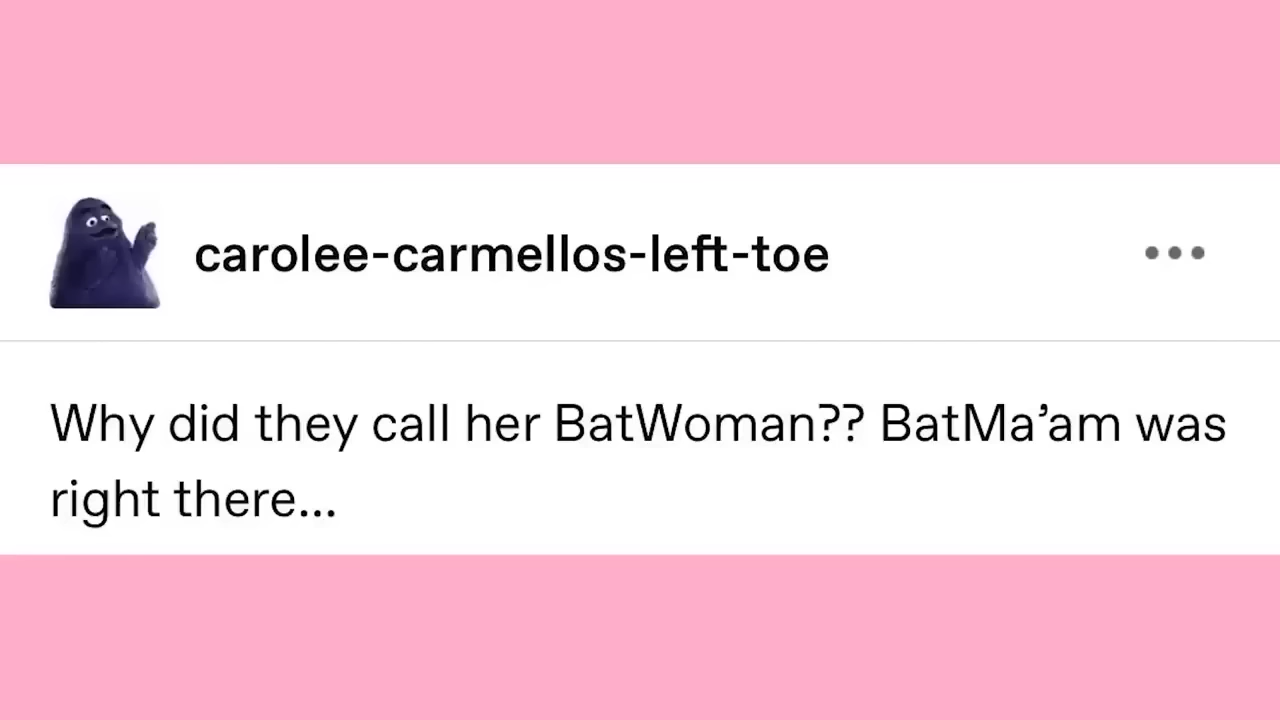 carolee-carmellos-left-toe
Why did they call her BatWoman?? BatMa’am was
right there...